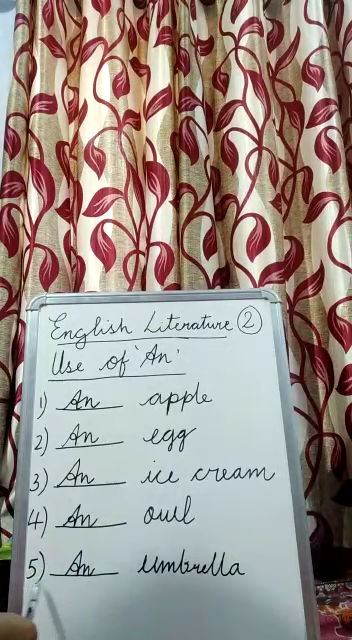 English Literature 2
Use of 'An'
1) An apple
2) An egg
3) An ice cream
4) An owl
5) An umbrella